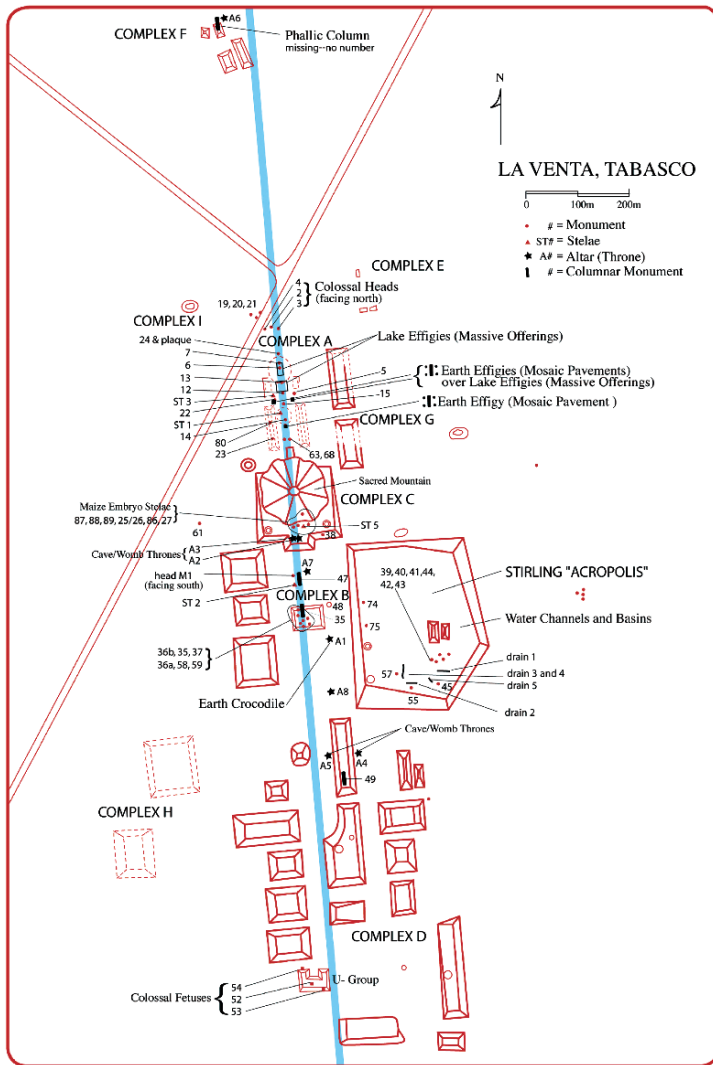 COMPLEX F
A6
Phallic Column
missing--no number
N
LA VENTA, TABASCO
0 100m 200m
# = Monument
ST# = Stelae
A# = Altar (Throne)
# = Columnar Monument
COMPLEX E
4
2
3
Colossal Heads
(facing north)
19, 20, 21
COMPLEX I
COMPLEX A
24 & plaque
7
6
13
12
ST 3
22
ST 1
14
80
23
Lake Effigies (Massive Offerings)
5
Earth Effigies (Mosaic Pavements)
over Lake Effigies (Massive Offerings)
15
Earth Effigy (Mosaic Pavement )
COMPLEX G
63, 68
Sacred Mountain
COMPLEX C
Maize Embryo Stelae
87, 88, 89, 25/26, 86, 27
61
ST 5
38
Cave/Womb Thrones
A3
A2
A7
head M1
(facing south)
47
ST 2
COMPLEX B
48
35
39, 40, 41,44,
42, 43
STIRLING "ACROPOLIS"
74
75
Water Channels and Basins
36b, 35, 37
36a, 58, 59
A1
Earth Crocodile
A8
57
45
55
drain 1
drain 3 and 4
drain 5
drain 2
Cave/Womb Thrones
A5
A4
49
COMPLEX H
COMPLEX D
U- Group
Colossal Fetuses
54
52
53